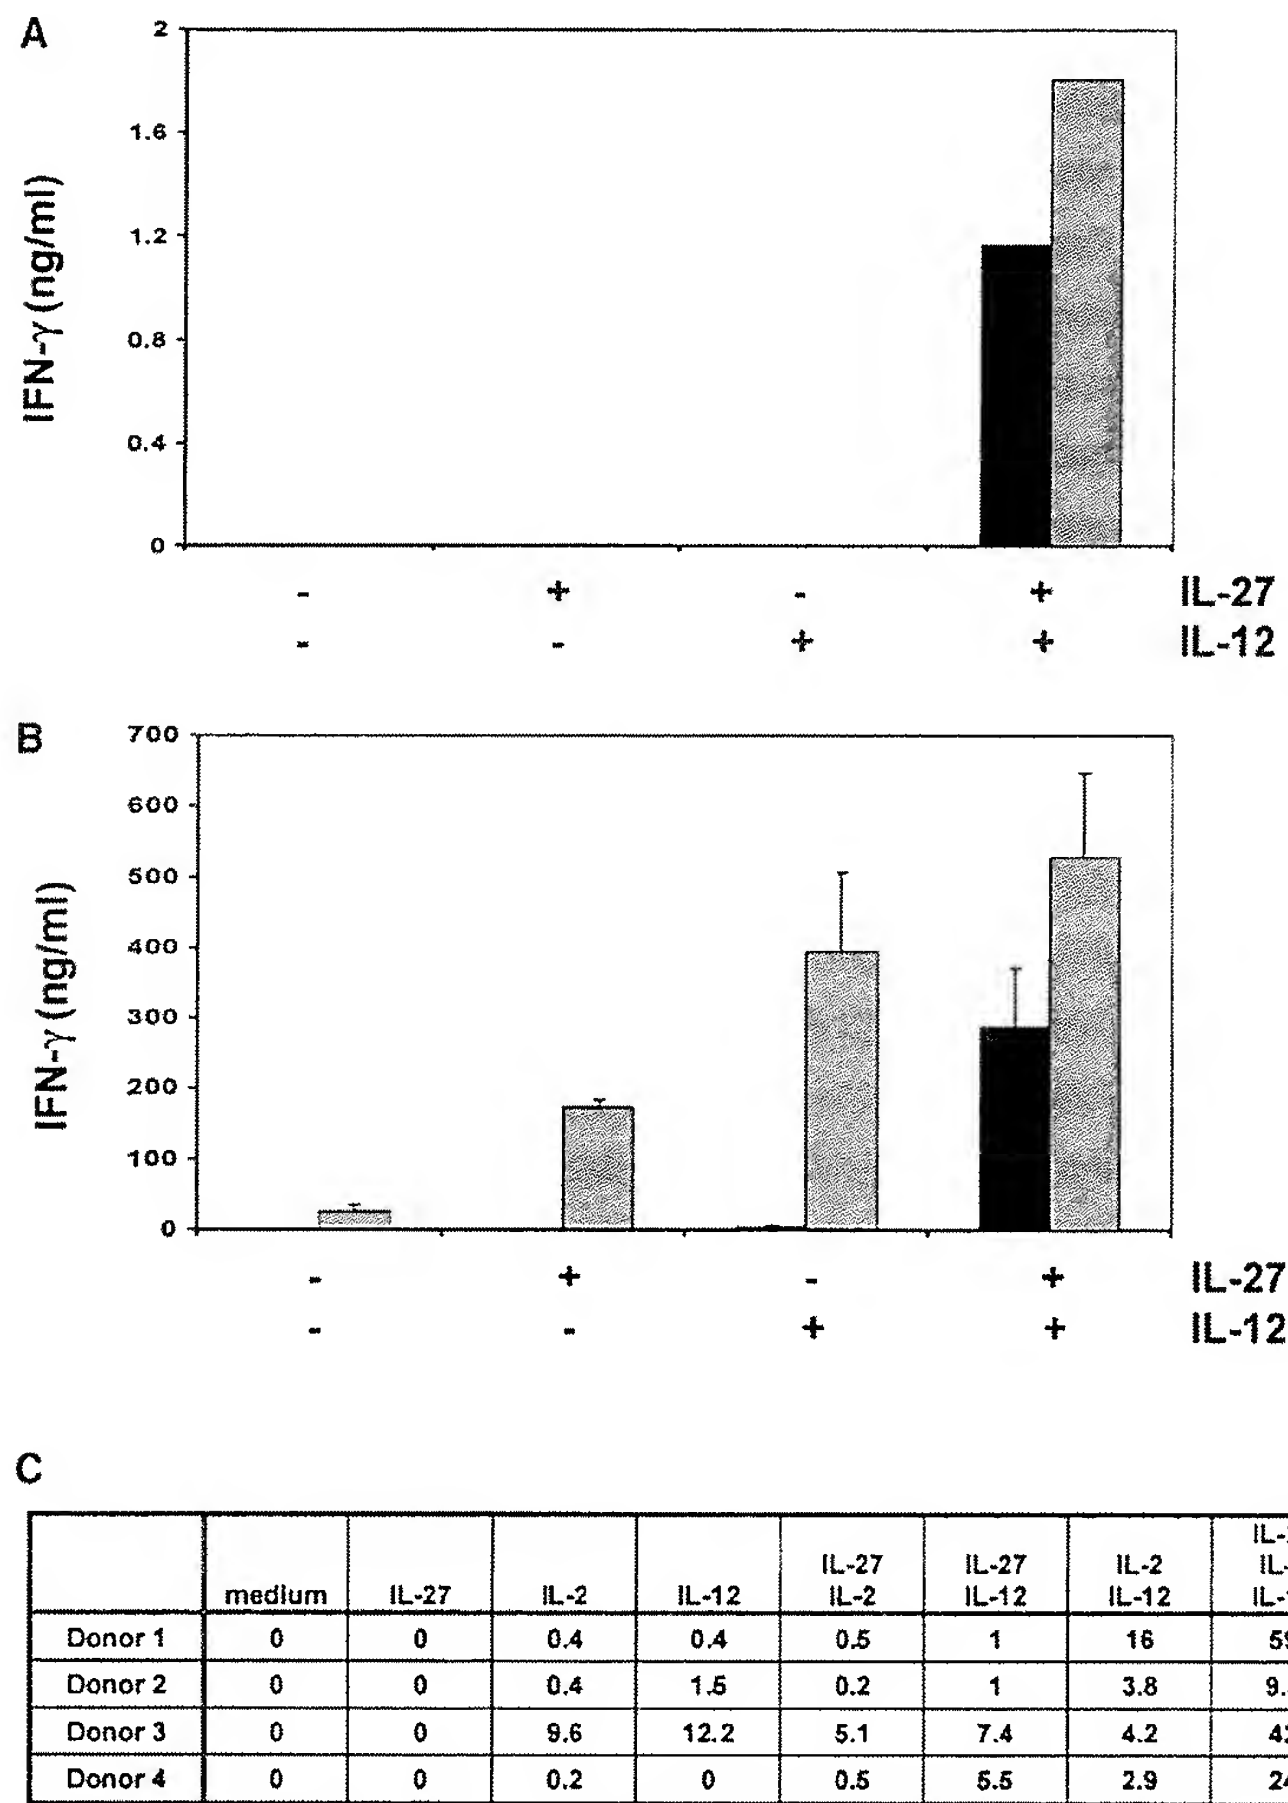 A
2
1.6
1.2
0.8
0.4
0
IFN-γ (ng/ml)
- + - + IL-27
- - + + IL-12
B
700
600
500
400
300
200
100
0
IFN-γ (ng/ml)
- + - + IL-27
- - + + IL-12
C
medium IL-27 IL-2 IL-12 IL-27 IL-2 IL-27 IL-12 IL-2 IL-12
Donor 1 0 0 0.4 0.4 0.5 1 16
Donor 2 0 0 0.4 1.5 0.2 1 3.8
Donor 3 0 0 9.6 12.2 5.1 7.4 4.2
Donor 4 0 0 0.2 0 0.5 5.5 2.9